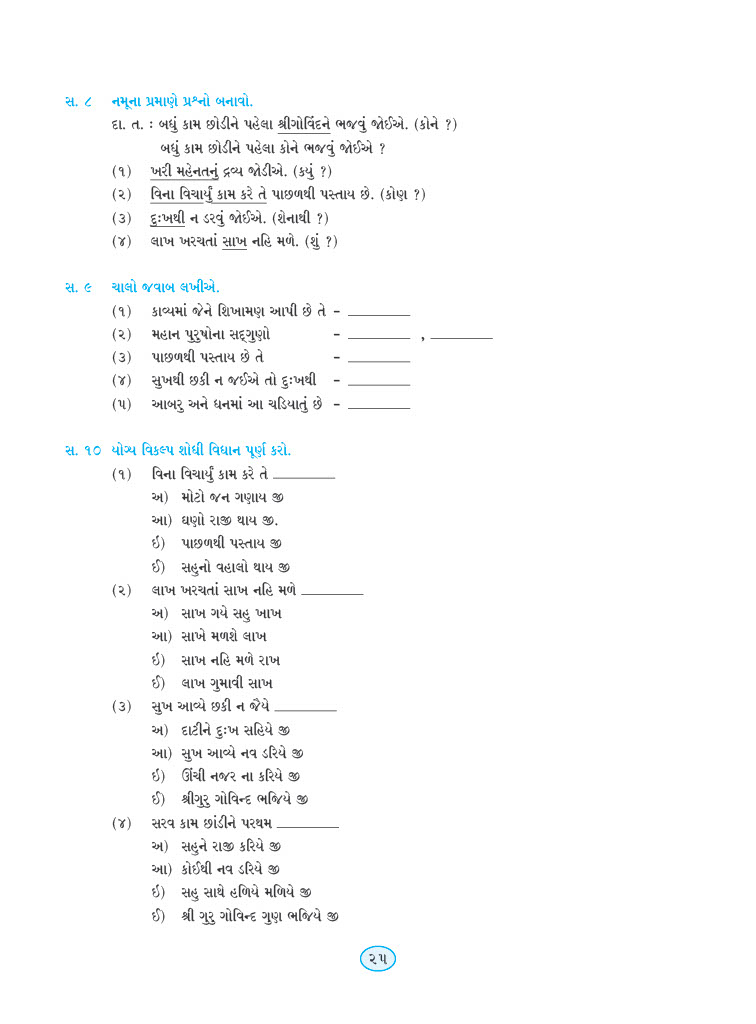 સ. ૮ નમૂના પ્રમાણે પ્રશ્નો બનાવો.
દા. ત. : બધું કામ છોડીને પહેલા શ્રીગોવિંદને ભજવું જોઈએ. (કોને ?)
બધું કામ છોડીને પહેલા કોને ભજવું જોઈએ ?
(૧) ખરી મહેનતનું દ્રવ્ય જોડીએ. (કયું ?)
(૨) વિના વિચાર્યું કામ કરે તે પાછળથી પસ્તાય છે. (કોણ ?)
(૩) દુઃખથી ન ડરવું જોઈએ. (શેનાથી ?)
(૪) લાખ ખરચતાં સાખ નહિ મળે. (શું ?)
સ. ૯ ચાલો જવાબ લખીએ.
(૧) કાવ્યમાં જેને શિખામણ આપી છે તે - ________
(૨) મહાન પુરુષોના સદ્‌ગુણો - ________ , ________
(૩) પાછળથી પસ્તાય છે તે - ________
(૪) સુખથી છકી ન જઈએ તો દુઃખથી - ________
(૫) આબરુ અને ધનમાં આ ચડિયાતું છે - ________
સ. ૧૦ યોગ્ય વિકલ્પ શોધી વિધાન પૂર્ણ કરો.
(૧) વિના વિચાર્યું કામ કરે તે ________
અ) મોટો જન ગણાય જી
આ) ઘણો રાજી થાય જી.
ઇ) પાછળથી પસ્તાય જી
ઈ) સહુનો વહાલો થાય જી
(૨) લાખ ખરચતાં સાખ નહિ મળે ________
અ) સાખ ગયે સહુ ખાખ
આ) સાખે મળશે લાખ
ઇ) સાખ નહિ મળે રાખ
ઈ) લાખ ગુમાવી સાખ
(૩) સુખ આવ્યે છકી ન જૈયે ________
અ) દાટીને દુઃખ સહિયે જી
આ) સુખ આવ્યે નવ ડરિયે જી
ઇ) ઊંચી નજર ના કરિયે જી
ઈ) શ્રીગુરુ ગોવિન્દ ભજિયે જી
(૪) સરવ કામ છાંડીને પરથમ ________
અ) સહુને રાજી કરિયે જી
આ) કોઈથી નવ ડરિયે જી
ઇ) સહુ સાથે હળિયે મળિયે જી
ઈ) શ્રી ગુરુ ગોવિન્દ ગુણ ભજિયે જી
૨૫